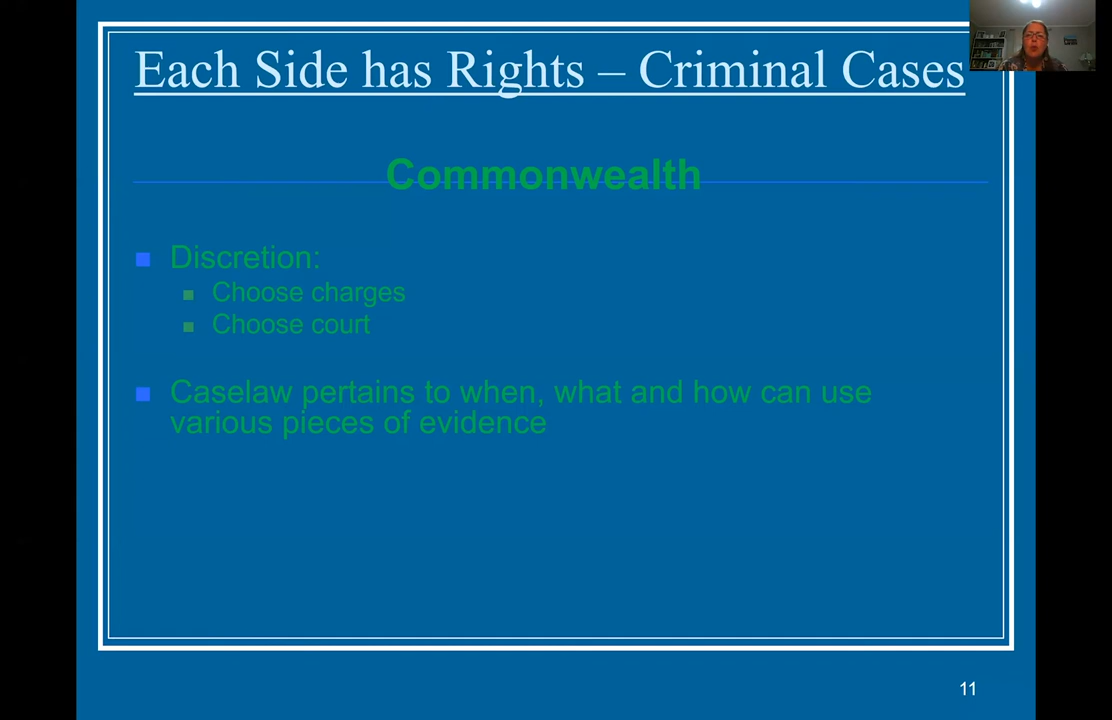 Each Side has Rights – Criminal Cases
Commonwealth
Discretion:
Choose charges
Choose court
Caselaw pertains to when, what and how can use
various pieces of evidence
11